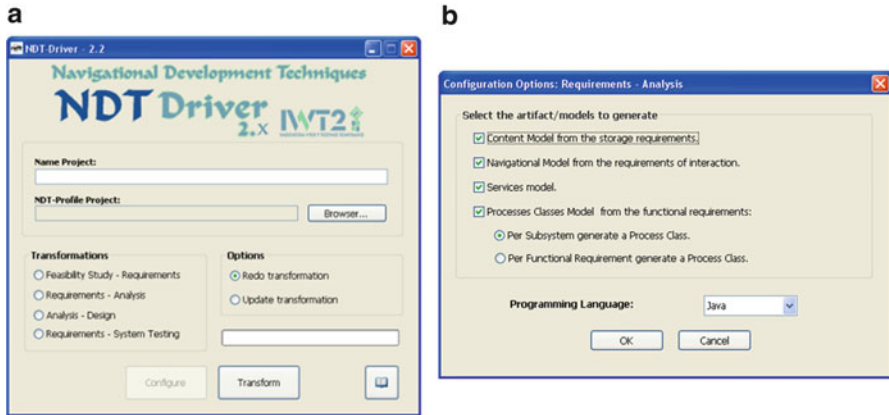 a
NDT-Driver - 2.2
Navigational Development Techniques
NDT Driver
2.x IWT2
Name Project:
NDT-Profile Project:
Browser...
Transformations
Feasibility Study - Requirements
Requirements - Analysis
Analysis - Design
Requirements - System Testing
Options
Redo transformation
Update transformation
Configure
Transform
b
Configuration Options: Requirements - Analysis
Select the artifact/models to generate
Content Model from the storage requirements.
Navigational Model from the requirements of interaction.
Services model.
Processes Classes Model from the functional requirements:
Per Subsystem generate a Process Class.
Per Functional Requirement generate a Process Class.
Programming Language:
Java
OK
Cancel